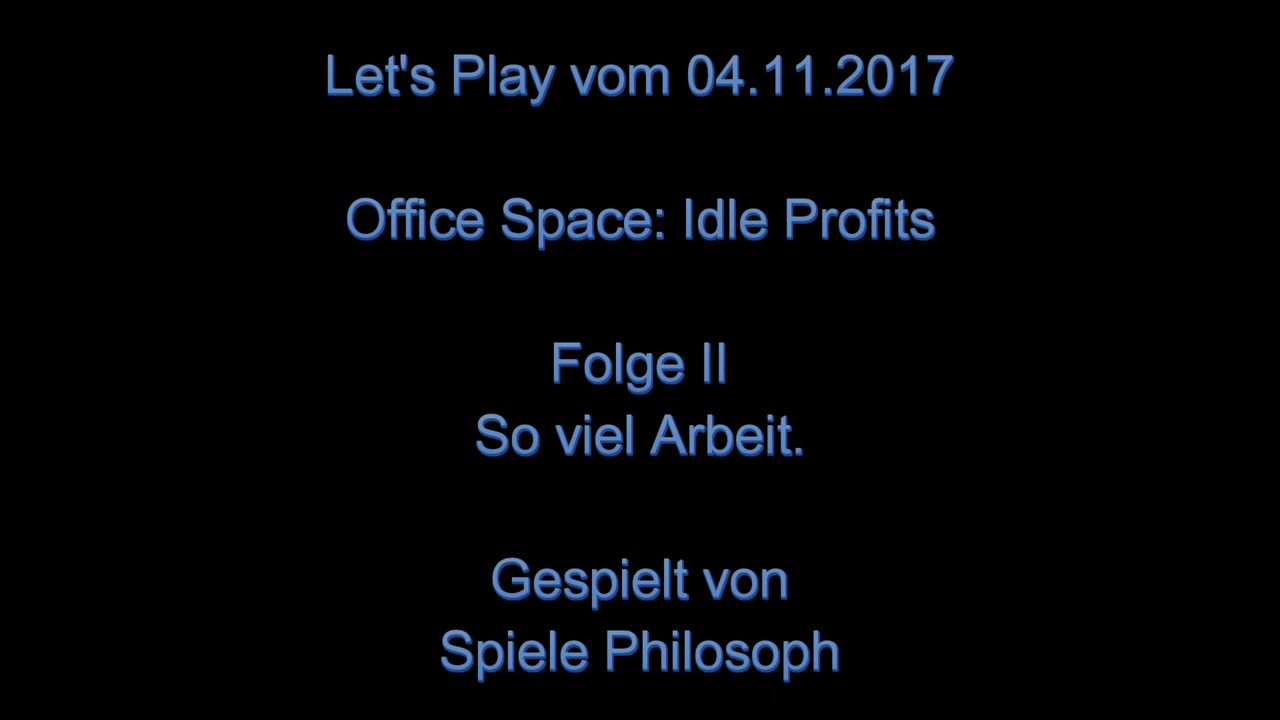 Let's Play vom 04.11.2017
Office Space: Idle Profits
Folge II
So viel Arbeit.
Gespielt von
Spiele Philosoph